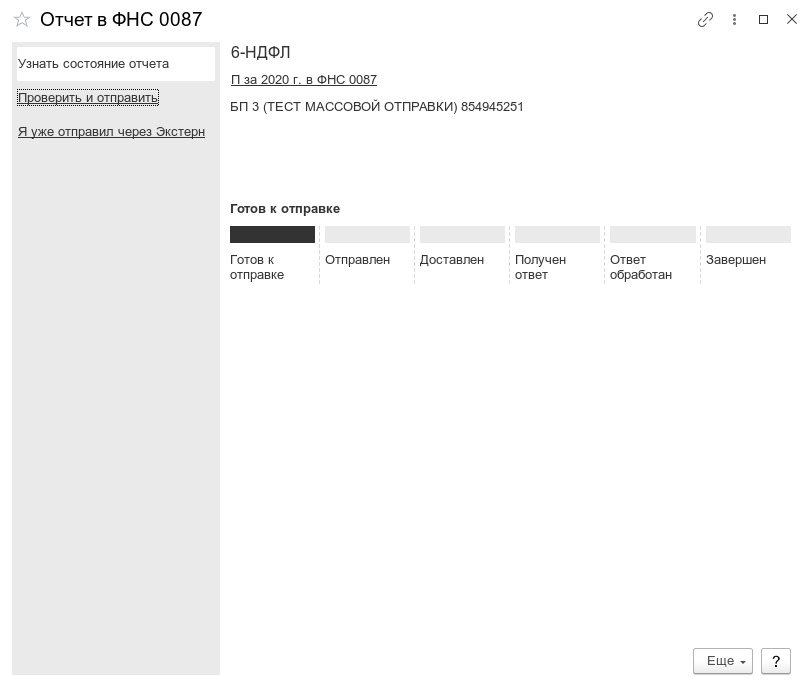 Отчет в ФНС 0087
Узнать состояние отчета
Проверить и отправить
Я уже отправил через Экстерн
6-НДФЛ
П за 2020 г. в ФНС 0087
БП 3 (ТЕСТ МАССОВОЙ ОТПРАВКИ) 854945251
Готов к отправке
Готов к
отправке
Отправлен
Доставлен
Получен
ответ
Ответ
обработан
Завершен
Еще
?